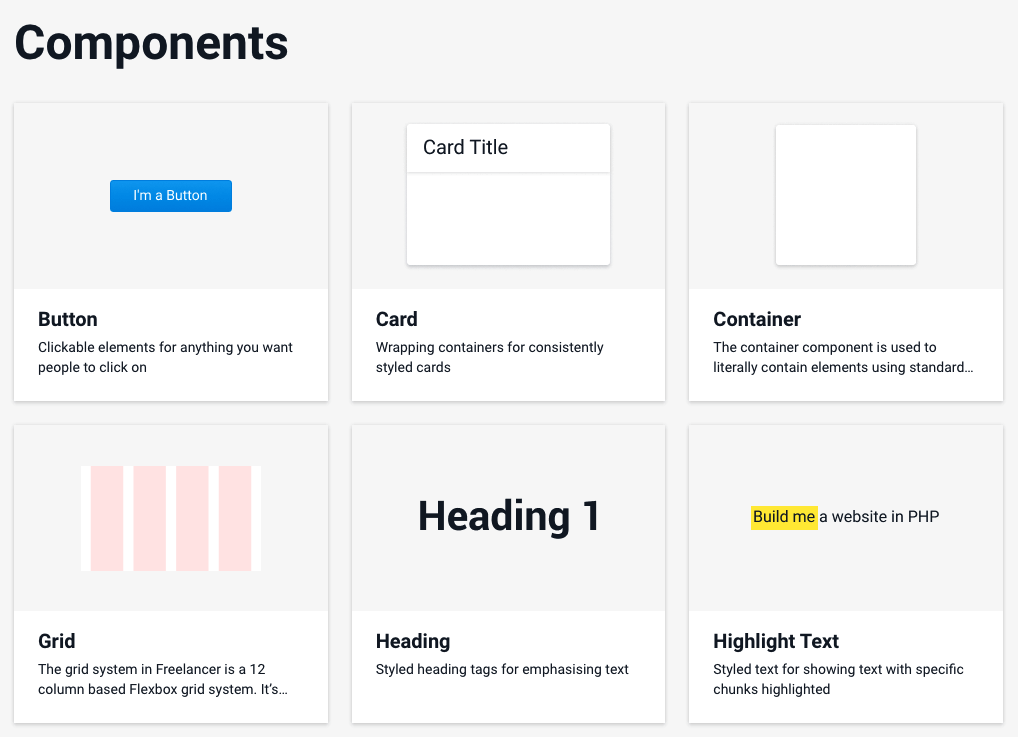 Components
I'm a Button
Card Title
Button
Clickable elements for anything you want
people to click on
Card
Wrapping containers for consistently
styled cards
Container
The container component is used to
literally contain elements using standard…
Heading 1
Build me a website in PHP
Grid
The grid system in Freelancer is a 12
column based Flexbox grid system. It’s…
Heading
Styled heading tags for emphasising text
Highlight Text
Styled text for showing text with specific
chunks highlighted